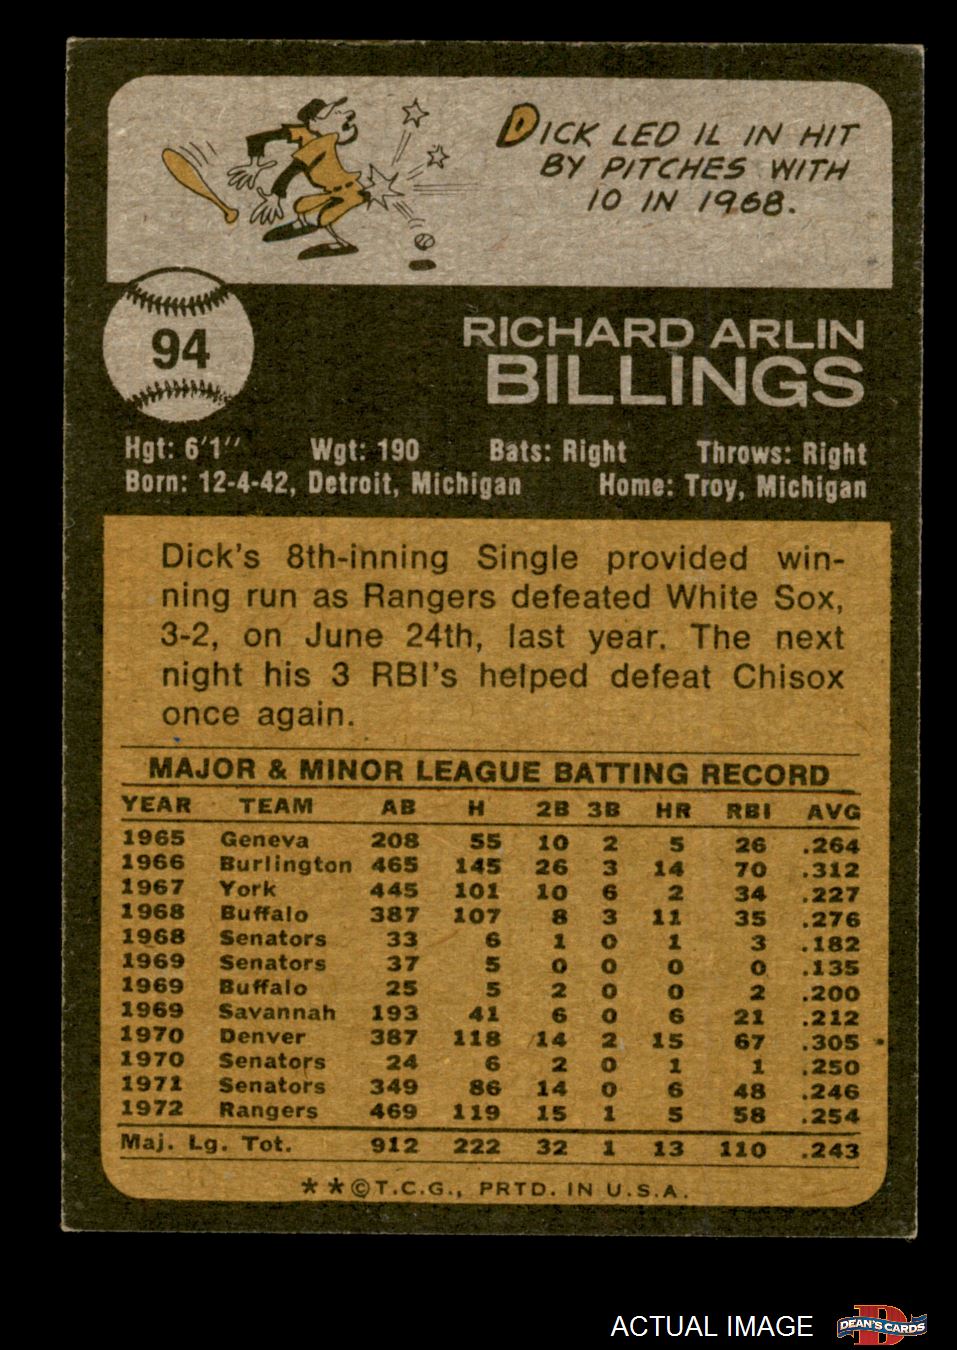 DICK LED IL IN HIT
BY PITCHES WITH
10 IN 1968.
94
RICHARD ARLIN
BILLINGS
Hgt: 6'1'' Wgt: 190 Bats: Right Throws: Right
Born: 12-4-42, Detroit, Michigan Home: Troy, Michigan
Dick's 8th-inning Single provided win-
ning run as Rangers defeated White Sox,
3-2, on June 24th, last year. The next
night his 3 RBI's helped defeat Chisox
once again.
MAJOR & MINOR LEAGUE BATTING RECORD
YEAR TEAM AB H 2B 3B HR RBI AVG
1965 Geneva 208 55 10 2 5 26 .264
1966 Burlington 465 145 26 3 14 70 .312
1967 York 445 101 10 6 2 34 .227
1968 Buffalo 387 107 8 3 11 35 .276
1968 Senators 33 6 1 0 1 3 .182
1969 Senators 37 5 0 0 0 0 .135
1969 Buffalo 25 5 2 0 0 2 .200
1969 Savannah 193 41 6 0 6 21 .212
1970 Denver 387 118 14 2 15 67 .305
1970 Senators 24 6 2 0 1 1 .250
1971 Senators 349 86 14 0 6 48 .246
1972 Rangers 469 119 15 1 5 58 .254
Maj. Lg. Tot. 912 222 32 1 13 110 .243
**©T.C.G., PRTD. IN U.S.A.
ACTUAL IMAGE
D
DEAN'S CARDS